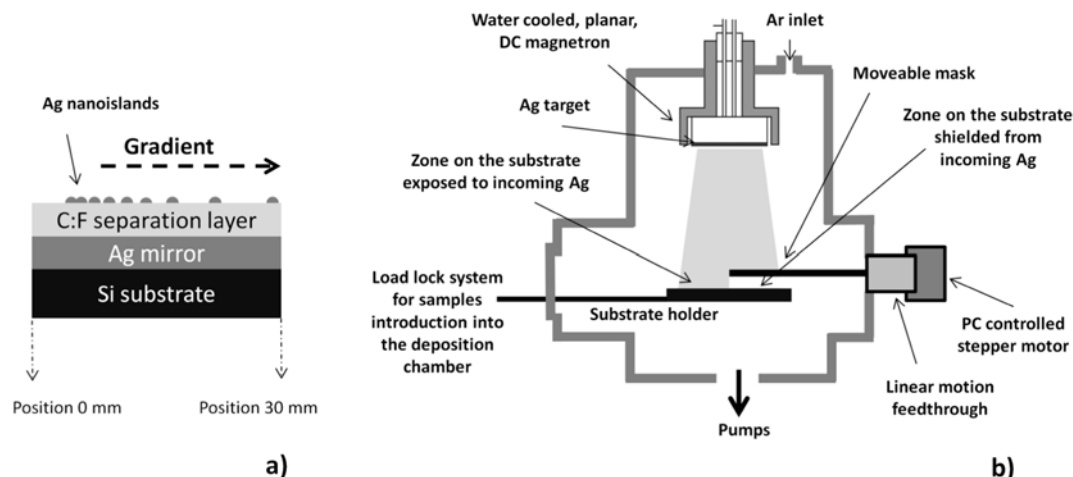 a)
Ag nanoislands
Gradient
C:F separation layer
Ag mirror
Si substrate
Position 0 mm
Position 30 mm
Water cooled, planar,
DC magnetron
Ar inlet
Moveable mask
Ag target
Zone on the substrate
shielded from
incoming Ag
Zone on the substrate
exposed to incoming Ag
Load lock system
for samples
introduction into
the deposition
chamber
Substrate holder
PC controlled
stepper motor
Linear motion
feedthrough
Pumps
b)